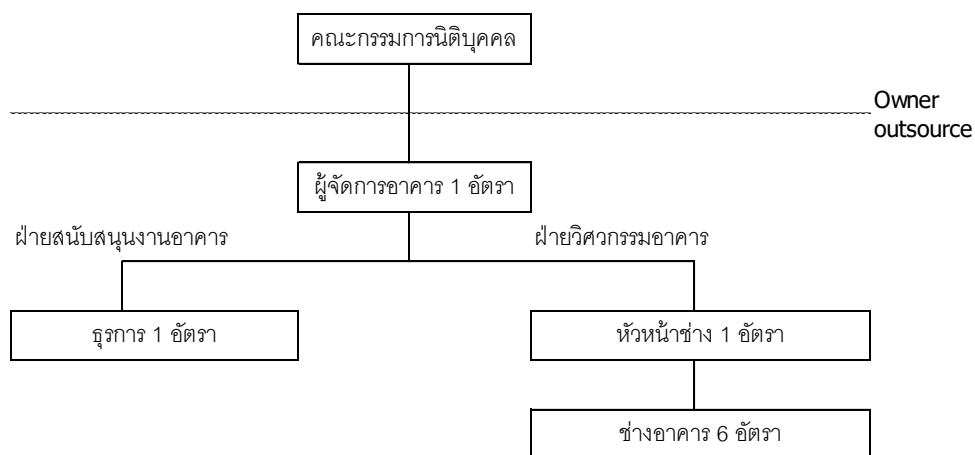 คณะกรรมการนิติบุคคล
Owner
outsource
ผู้จัดการอาคาร 1 อัตรา
ฝ่ายสนับสนุนงานอาคาร
ฝ่ายวิศวกรรมอาคาร
ธุรการ 1 อัตรา
หัวหน้าช่าง 1 อัตรา
ช่างอาคาร 6 อัตรา